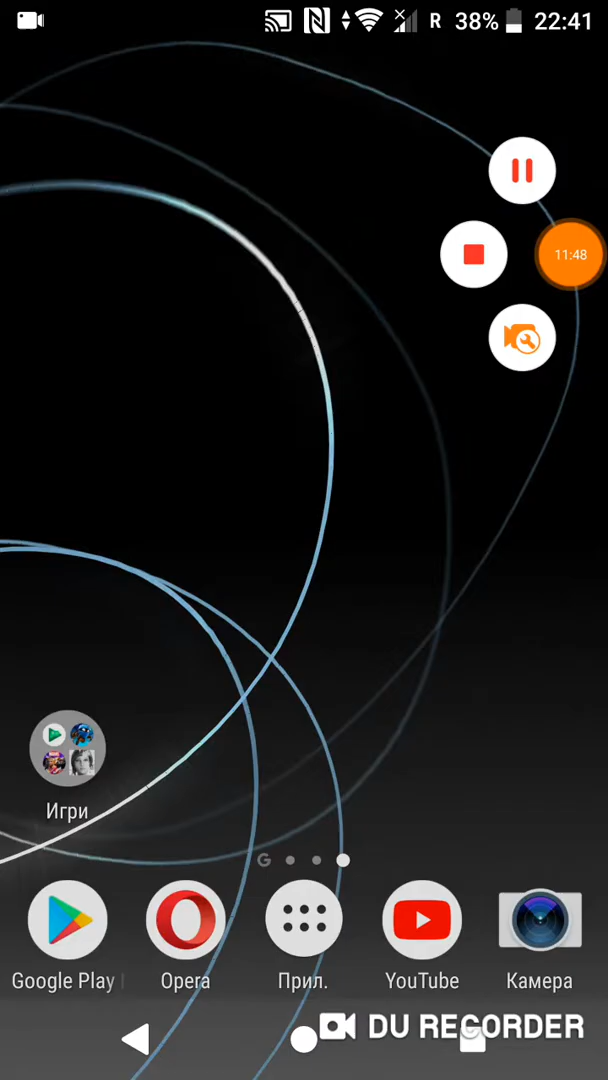 R 38% 22:41
11:48
Игри
G
Google Play
Opera
Прил.
YouTube
Камера
DU RECORDER